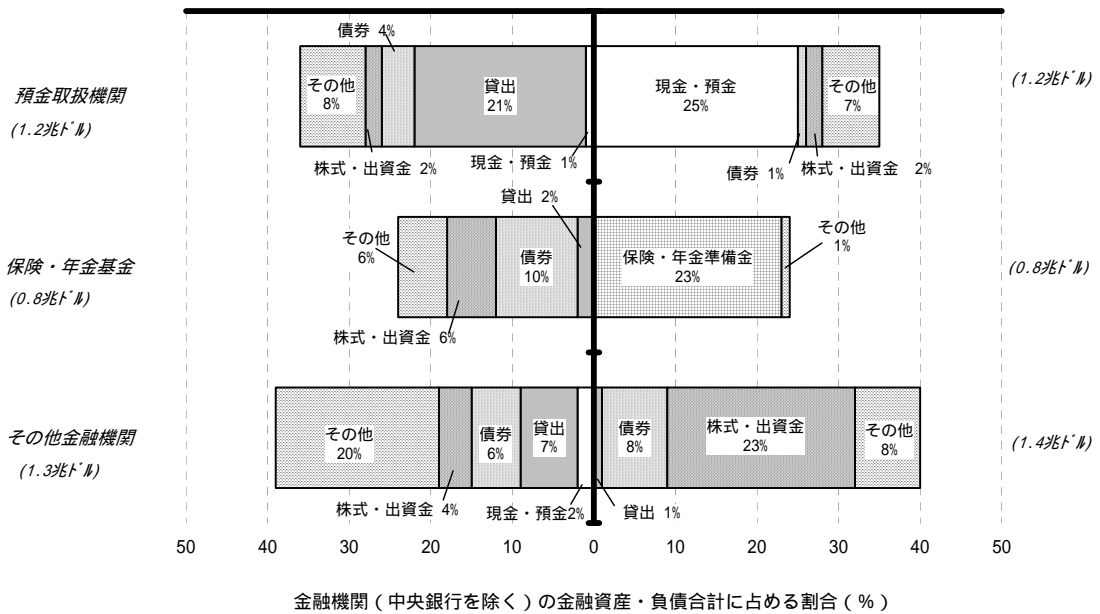 債券 4%
その他
8%
貸出
21%
現金・預金
25%
その他
7%
預金取扱機関
(1.2兆ドル)
(1.2兆ドル)
株式・出資金 2%
現金・預金 1%
債券 1%
株式・出資金 2%
貸出 2%
その他
6%
債券
10%
保険・年金準備金
23%
その他
1%
保険・年金基金
(0.8兆ドル)
(0.8兆ドル)
株式・出資金 6%
その他
20%
債券
6%
貸出
7%
債券
8%
株式・出資金
23%
その他
8%
その他金融機関
(1.3兆ドル)
(1.4兆ドル)
株式・出資金 4%
現金・預金2%
貸出 1%
50 40 30 20 10 0 10 20 30 40 50
金融機関(中央銀行を除く)の金融資産・負債合計に占める割合(%)